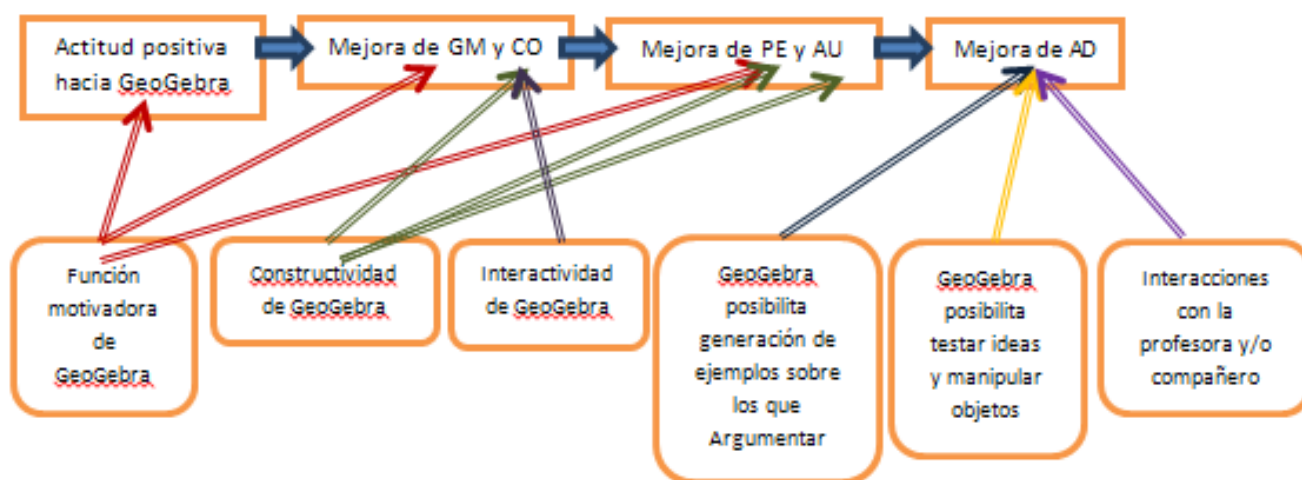 Actitud positiva
hacia GeoGebra
Mejora de GM y CO
Mejora de PE y AU
Mejora de AD
Función
motivadora
de
GeoGebra
Constructividad
de GeoGebra
Interactividad
de GeoGebra
GeoGebra
posibilita
generación de
ejemplos sobre
los que
Argumentar
GeoGebra
posibilita
testar ideas
y manipular
objetos
Interacciones
con la
profesora y/o
compañero